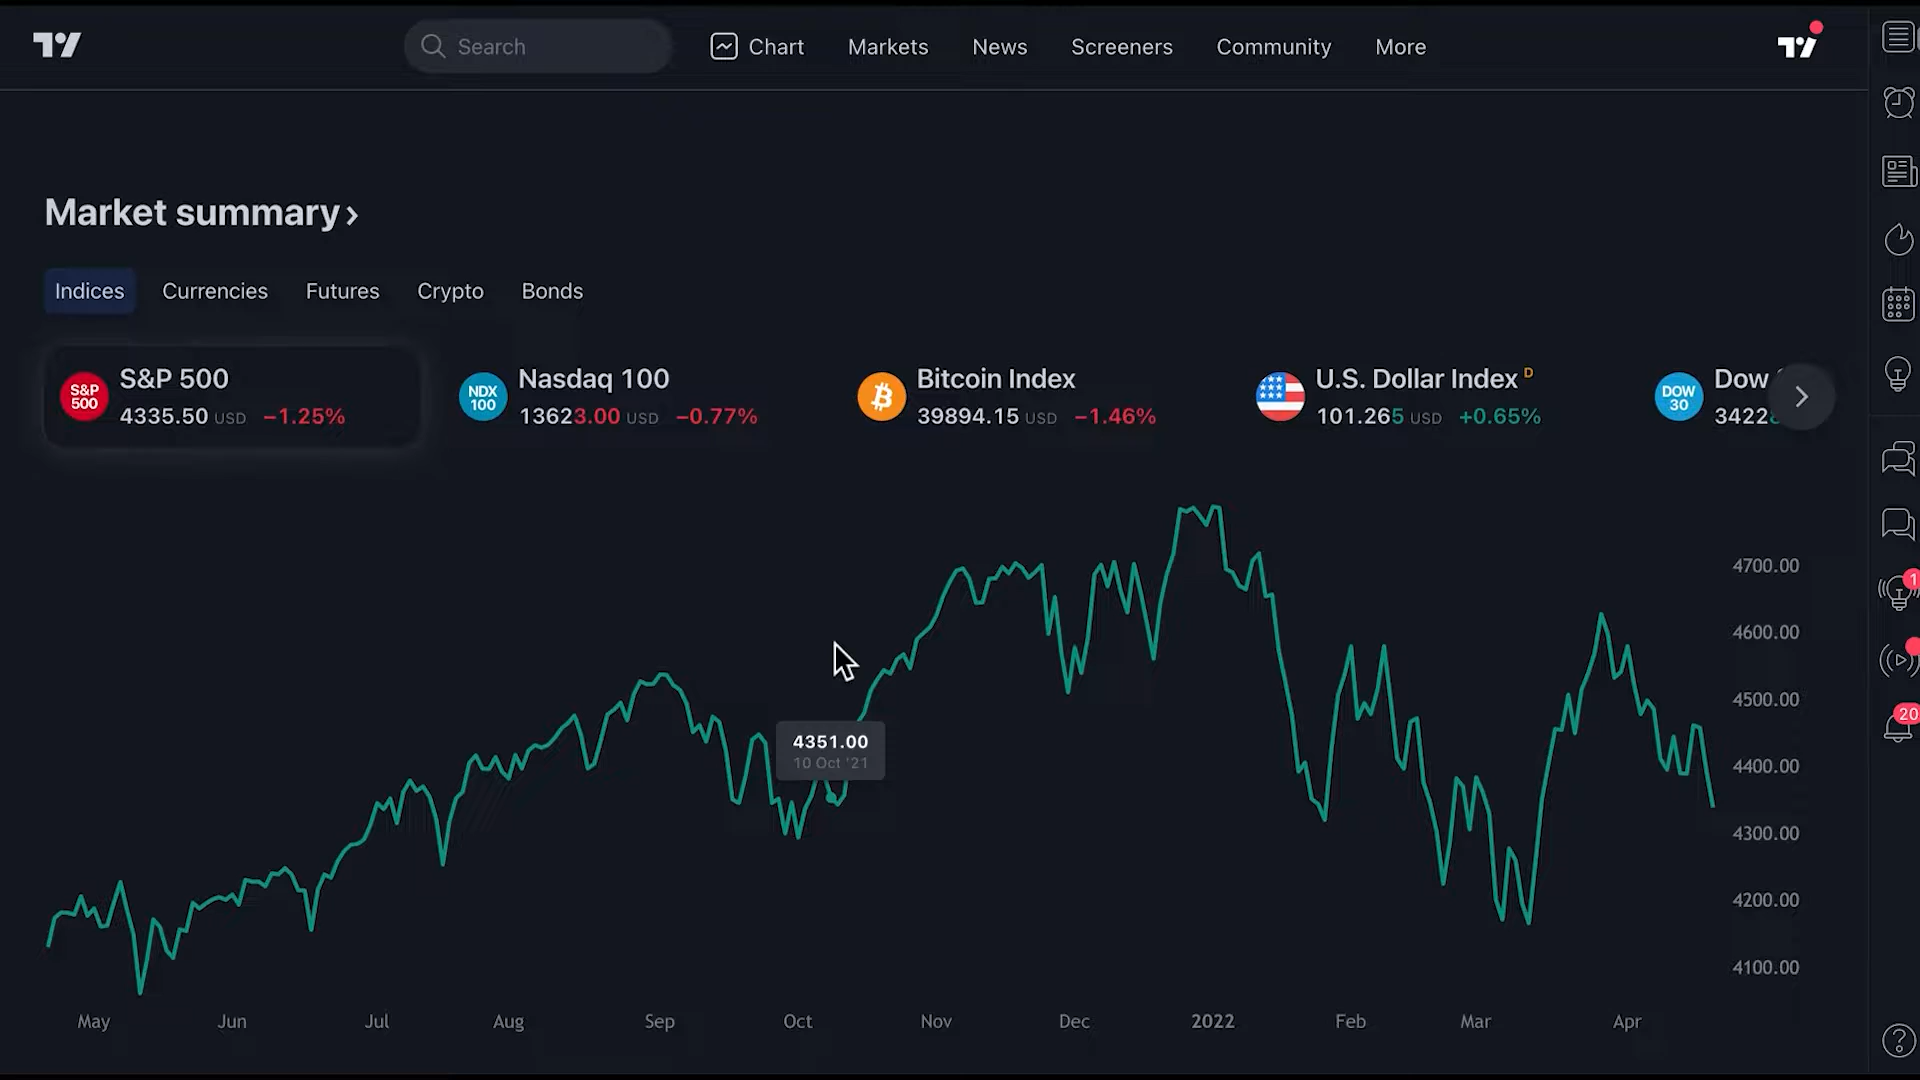 Search
Chart
Markets
News
Screeners
Community
More
Market summary
Indices
Currencies
Futures
Crypto
Bonds
S&P 500
S&P 500
4335.50 USD −1.25%
NDX 100
Nasdaq 100
13623.00 USD −0.77%
Bitcoin Index
39894.15 USD −1.46%
U.S. Dollar Index D
101.265 USD +0.65%
DOW 30
Dow
34228
4351.00
10 Oct '21
4700.00
4600.00
4500.00
4400.00
4300.00
4200.00
4100.00
May
Jun
Jul
Aug
Sep
Oct
Nov
Dec
2022
Feb
Mar
Apr
1
20